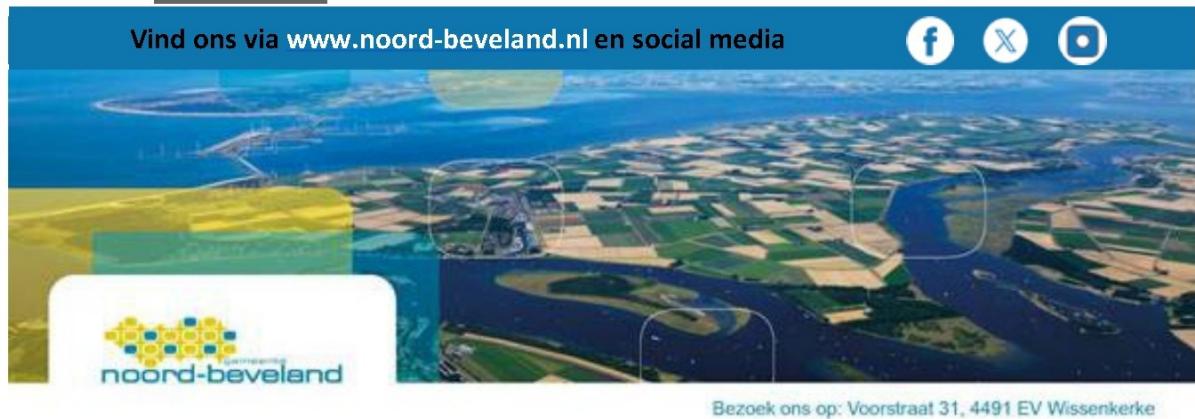 Vind ons via www.noord-beveland.nl en social media
gemeente
noord-beveland
Bezoek ons op: Voorstraat 31, 4491 EV Wissenkerke